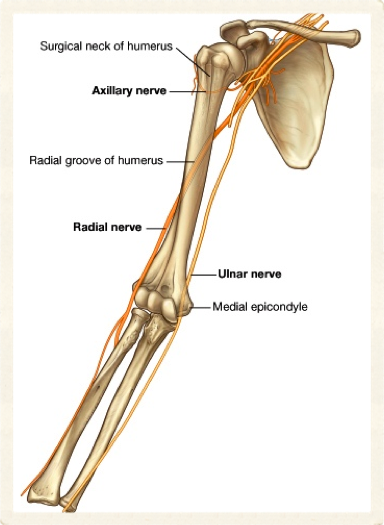 Surgical neck of humerus
Axillary nerve
Radial groove of humerus
Radial nerve
Ulnar nerve
Medial epicondyle